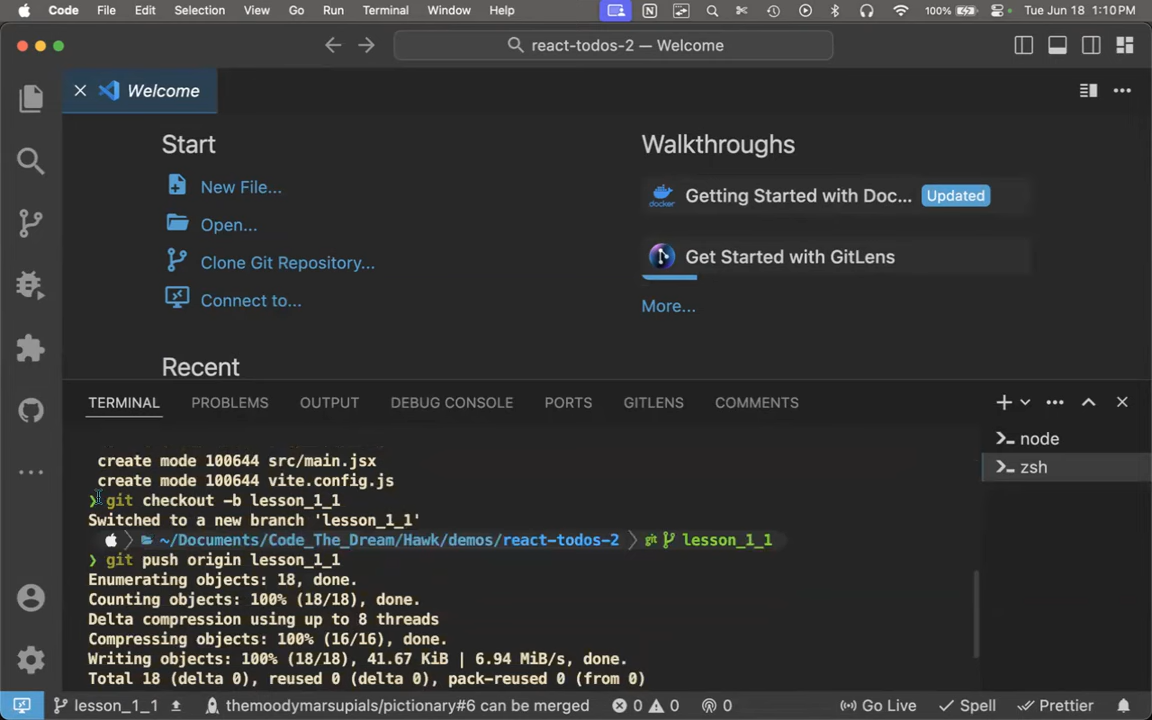 Code File Edit Selection View Go Run Terminal Window Help 100% Tue Jun 18 1:10 PM
react-todos-2 — Welcome
Welcome
Start
New File...
Open...
Clone Git Repository...
Connect to...
Recent
Walkthroughs
Getting Started with Doc... Updated
Get Started with GitLens
More...
TERMINAL PROBLEMS OUTPUT DEBUG CONSOLE PORTS GITLENS COMMENTS
create mode 100644 src/main.jsx
create mode 100644 vite.config.js
❯ git checkout -b lesson_1_1
Switched to a new branch 'lesson_1_1'
~/Documents/Code_The_Dream/Hawk/demos/react-todos-2 git lesson_1_1
❯ git push origin lesson_1_1
Enumerating objects: 18, done.
Counting objects: 100% (18/18), done.
Delta compression using up to 8 threads
Compressing objects: 100% (16/16), done.
Writing objects: 100% (18/18), 41.67 KiB | 6.94 MiB/s, done.
Total 18 (delta 0), reused 0 (delta 0), pack-reused 0 (from 0)
node
zsh
lesson_1_1 themoodymarsupials/pictionary#6 can be merged 0 0 0 Go Live Spell Prettier